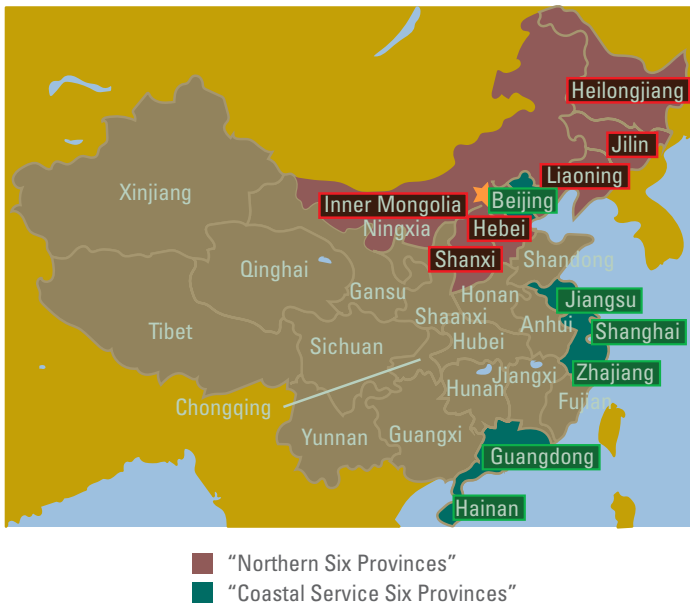 Heilongjiang
Jilin
Liaoning
Xinjiang
Inner Mongolia
Beijing
Ningxia
Hebei
Shanxi
Shandong
Qinghai
Gansu
Honan
Jiangsu
Shaanxi
Tibet
Anhui
Shanghai
Sichuan
Hubei
Zhajiang
Jiangxi
Hunan
Chongqing
Fujian
Yunnan
Guangxi
Guangdong
Hainan
“Northern Six Provinces”
“Coastal Service Six Provinces”